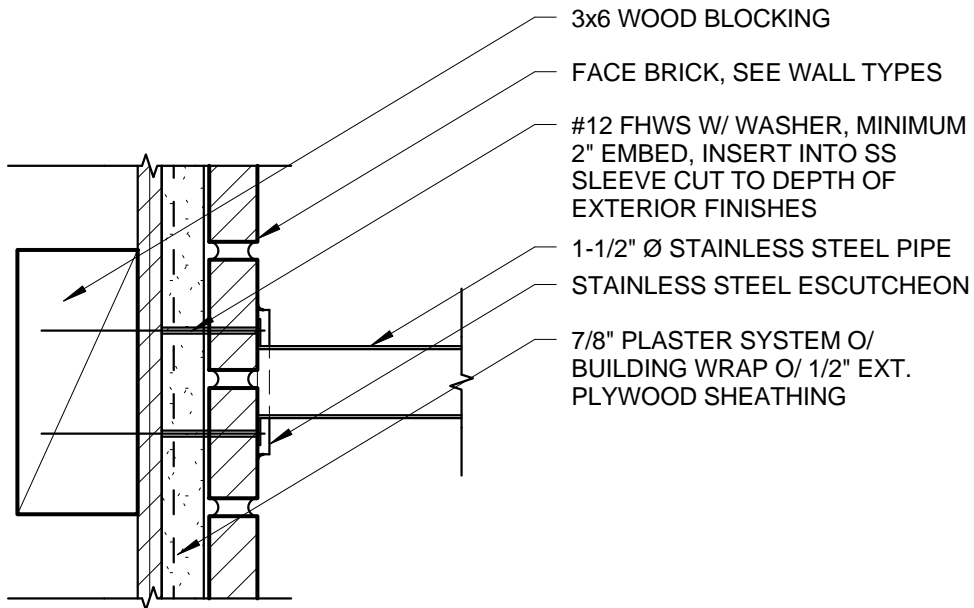 3x6 WOOD BLOCKING
FACE BRICK, SEE WALL TYPES
#12 FHWS W/ WASHER, MINIMUM
2" EMBED, INSERT INTO SS
SLEEVE CUT TO DEPTH OF
EXTERIOR FINISHES
1-1/2" Ø STAINLESS STEEL PIPE
STAINLESS STEEL ESCUTCHEON
7/8" PLASTER SYSTEM O/
BUILDING WRAP O/ 1/2" EXT.
PLYWOOD SHEATHING